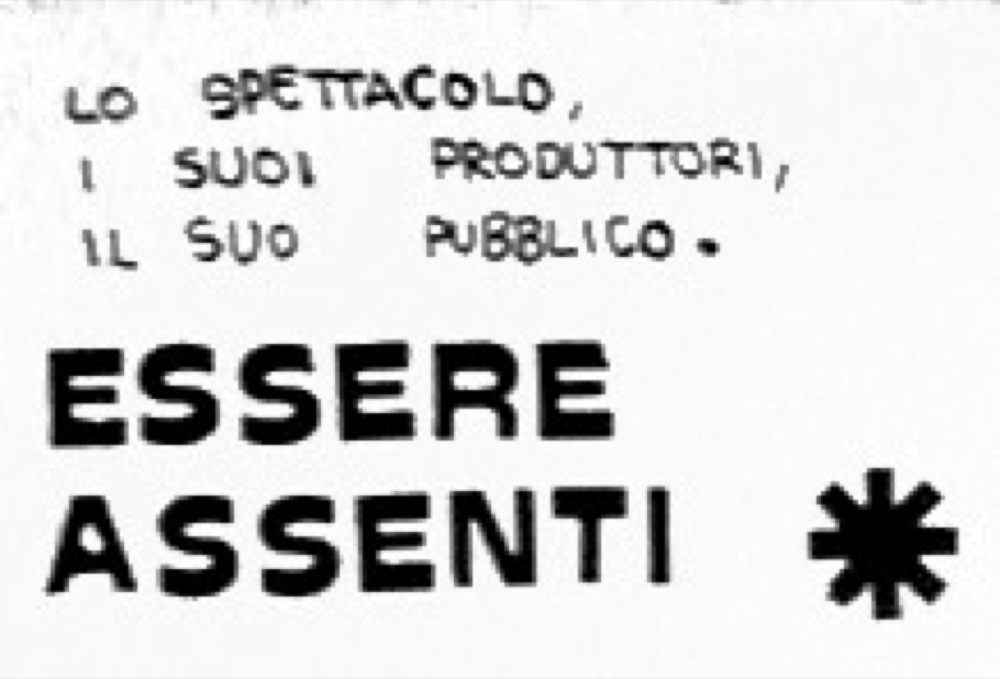 LO SPETTACOLO,
I SUOI PRODUTTORI,
IL SUO PUBBLICO.
ESSERE
ASSENTI *